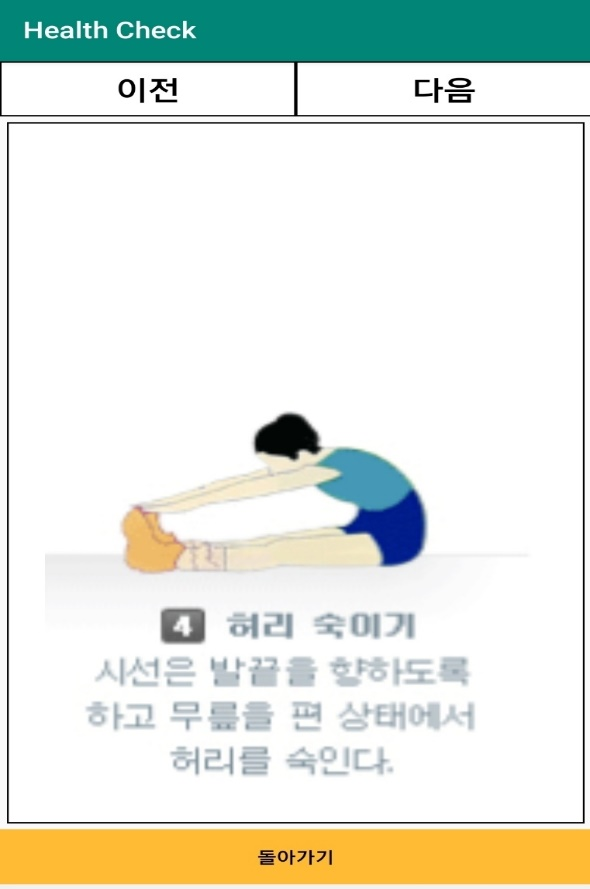 Health Check
이전
다음
4 허리 숙이기
시선은 발끝을 향하도록
하고 무릎을 편 상태에서
허리를 숙인다.
돌아가기